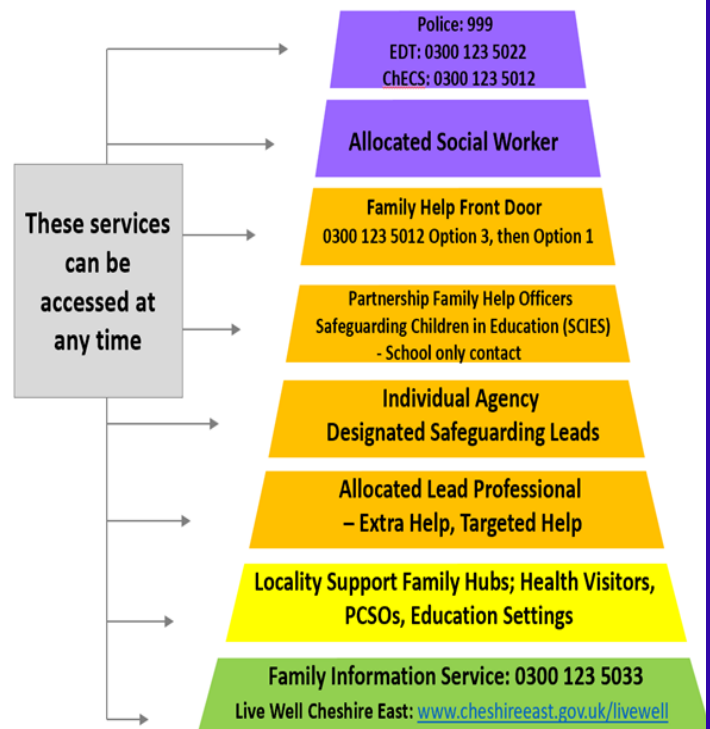 Police: 999
EDT: 0300 123 5022
ChECS: 0300 123 5012
Allocated Social Worker
These services
can be
accessed at
any time
Family Help Front Door
0300 123 5012 Option 3, then Option 1
Partnership Family Help Officers
Safeguarding Children in Education (SCIES)
- School only contact
Individual Agency
Designated Safeguarding Leads
Allocated Lead Professional
– Extra Help, Targeted Help
Locality Support Family Hubs; Health Visitors,
PCSOs, Education Settings
Family Information Service: 0300 123 5033
Live Well Cheshire East: www.cheshireeast.gov.uk/livewell